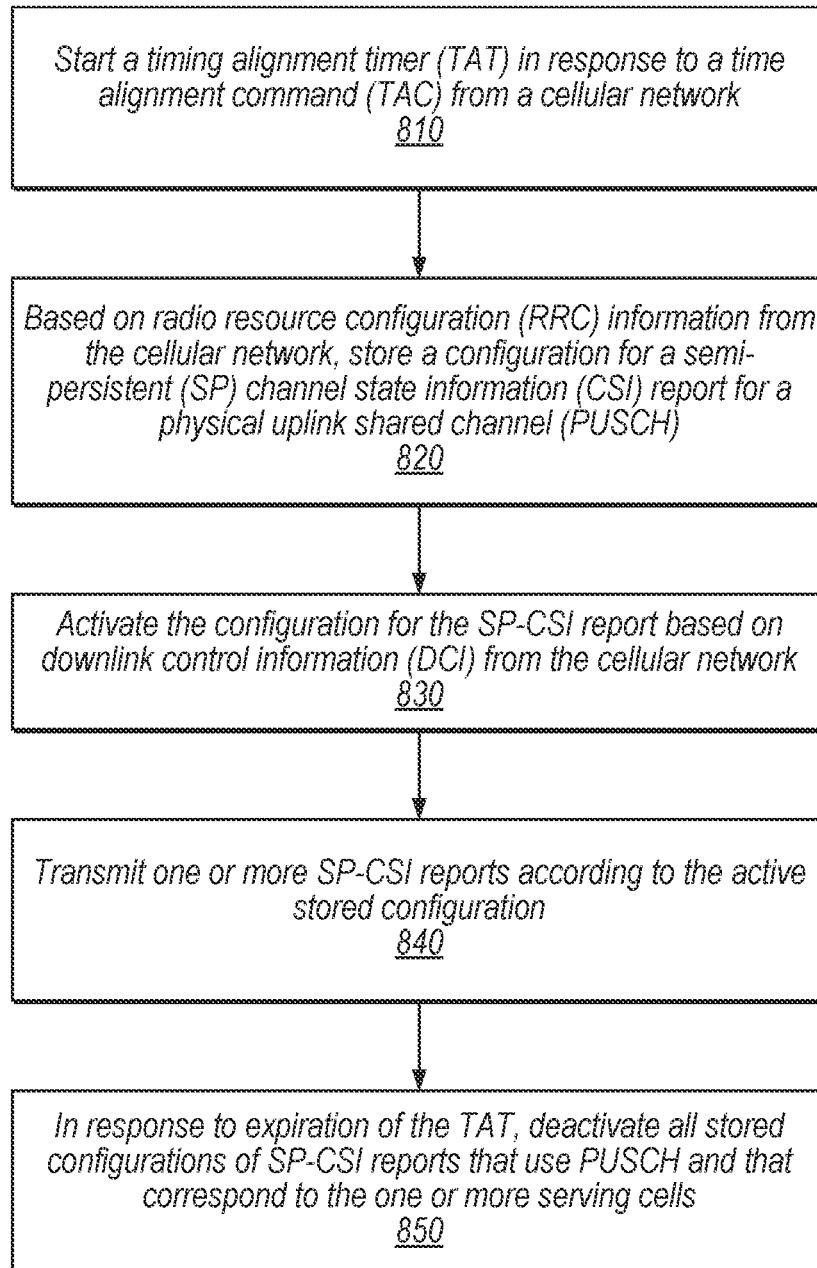 Start a timing alignment timer (TAT) in response to a time
alignment command (TAC) from a cellular network
810
Based on radio resource configuration (RRC) information from
the cellular network, store a configuration for a semi-
persistent (SP) channel state information (CSI) report for a
physical uplink shared channel (PUSCH)
820
Activate the configuration for the SP-CSI report based on
downlink control information (DCI) from the cellular network
830
Transmit one or more SP-CSI reports according to the active
stored configuration
840
In response to expiration of the TAT, deactivate all stored
configurations of SP-CSI reports that use PUSCH and that
correspond to the one or more serving cells
850